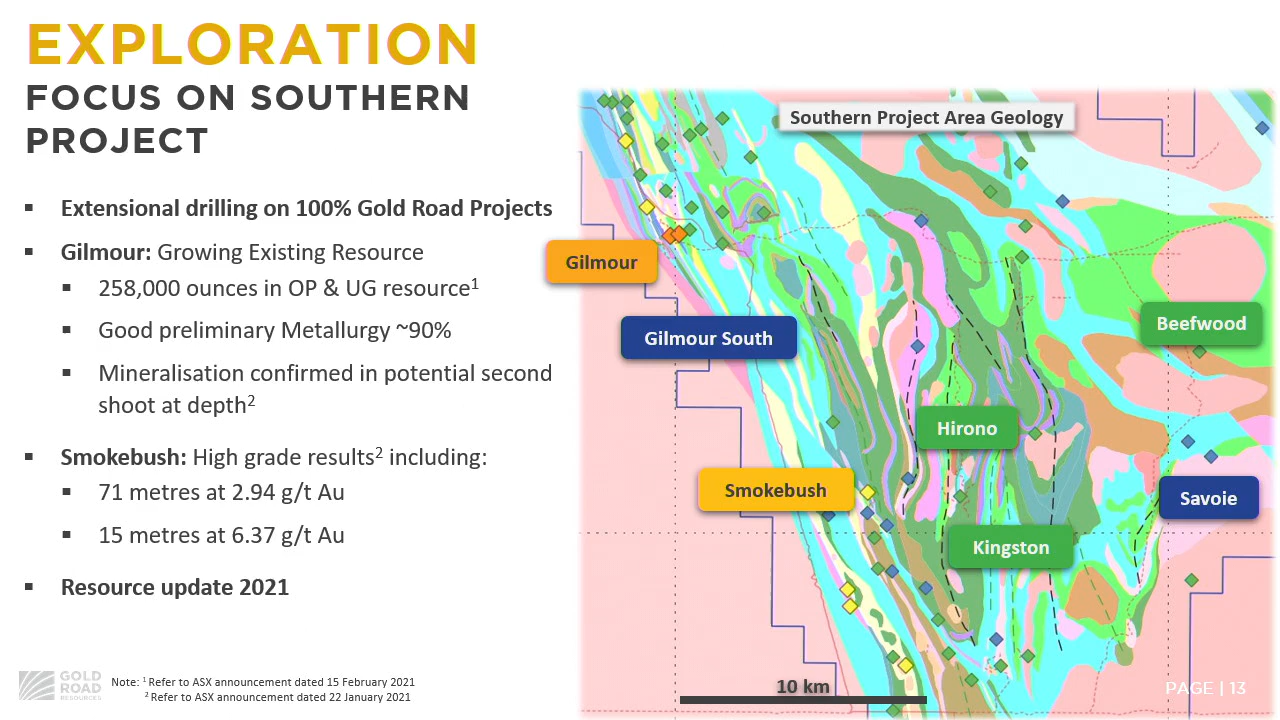 EXPLORATION
FOCUS ON SOUTHERN
PROJECT
▪ Extensional drilling on 100% Gold Road Projects
▪ Gilmour: Growing Existing Resource
▪ 258,000 ounces in OP & UG resource¹
▪ Good preliminary Metallurgy ~90%
▪ Mineralisation confirmed in potential second
shoot at depth²
▪ Smokebush: High grade results² including:
▪ 71 metres at 2.94 g/t Au
▪ 15 metres at 6.37 g/t Au
▪ Resource update 2021
Southern Project Area Geology
Gilmour
Gilmour South
Beefwood
Hirono
Smokebush
Savoie
Kingston
10 km
GOLD
ROAD
RESOURCES
Note: ¹ Refer to ASX announcement dated 15 February 2021
² Refer to ASX announcement dated 22 January 2021
PAGE | 13